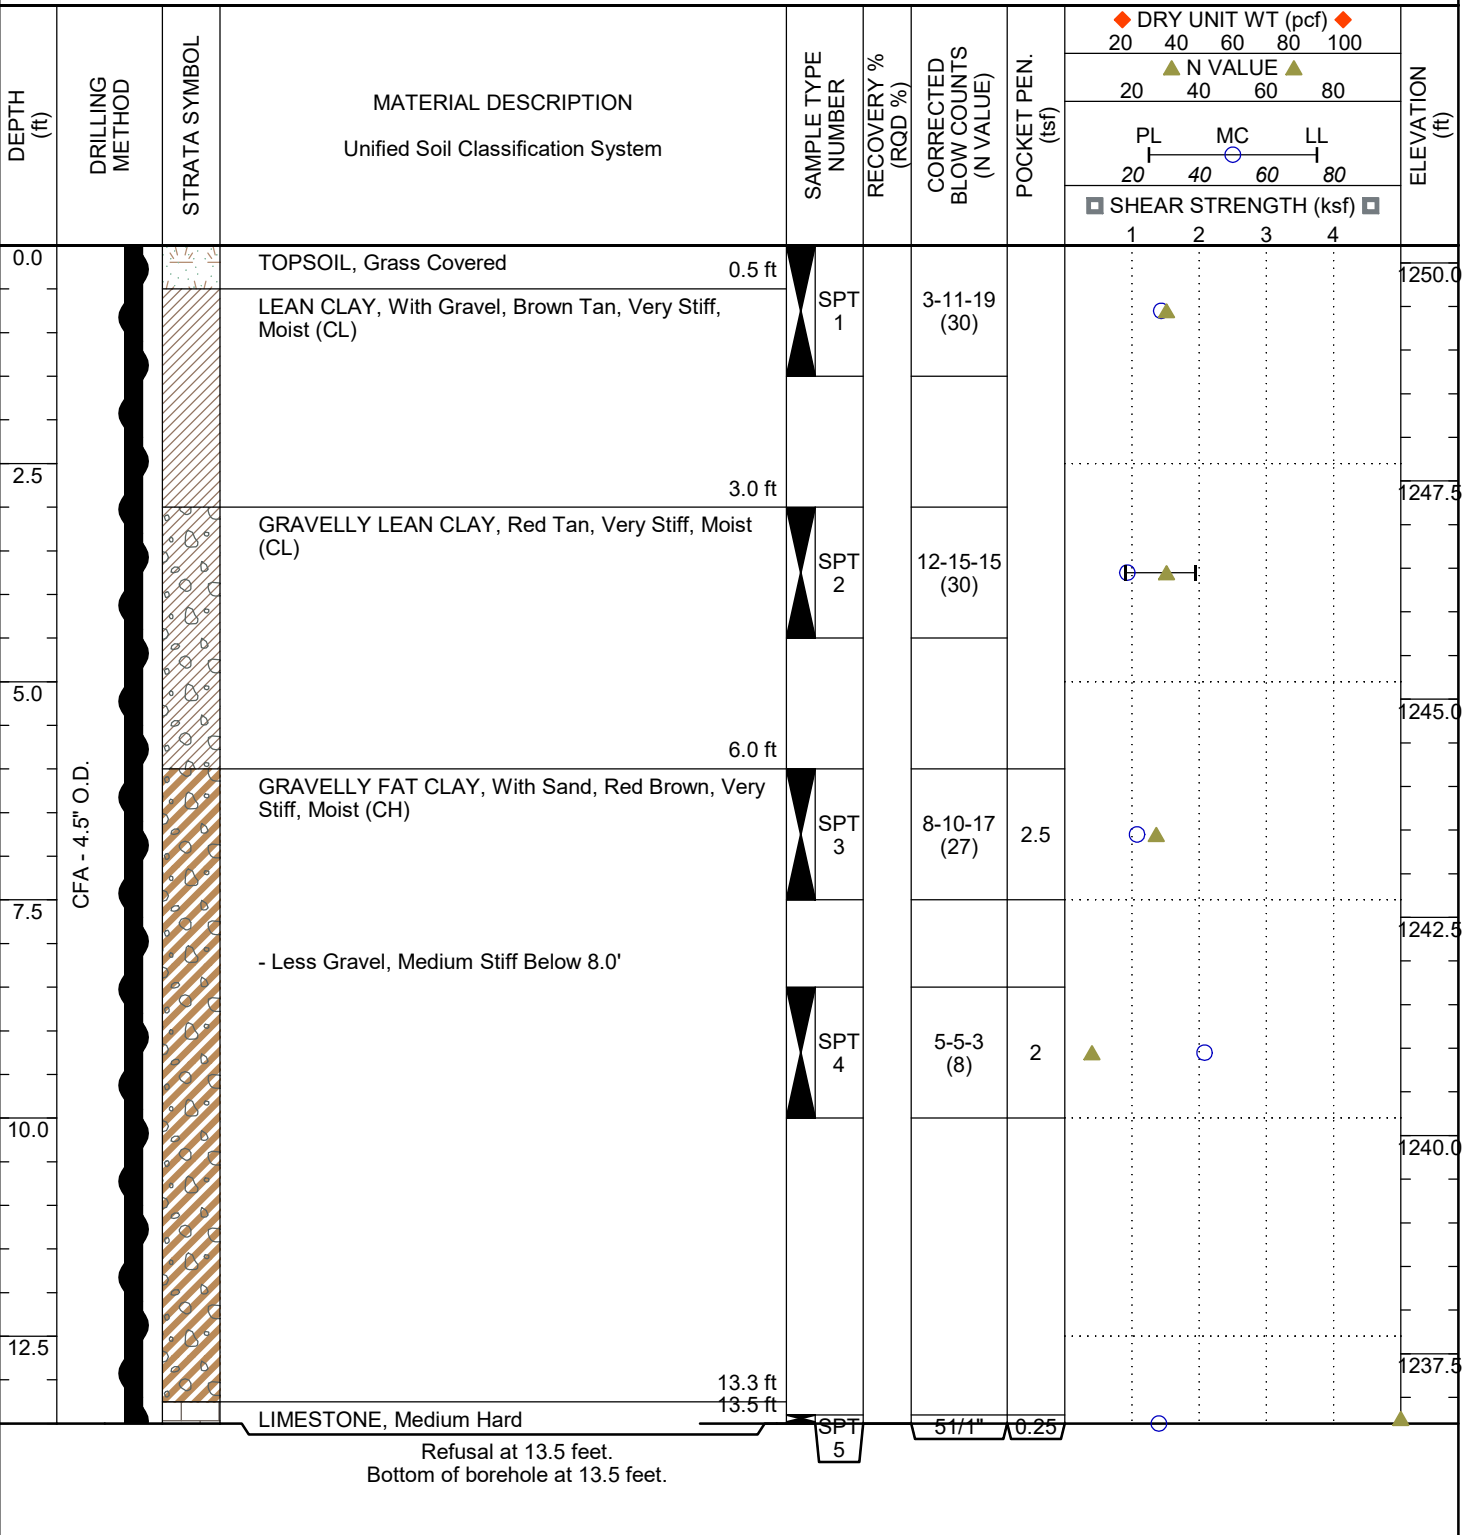 DEPTH
(ft)
DRILLING
METHOD
STRATA SYMBOL
MATERIAL DESCRIPTION
Unified Soil Classification System
SAMPLE TYPE
NUMBER
RECOVERY %
(RQD %)
CORRECTED
BLOW COUNTS
(N VALUE)
POCKET PEN.
(tsf)
DRY UNIT WT (pcf)
20 40 60 80 100
N VALUE
20 40 60 80
PL MC LL
20 40 60 80
SHEAR STRENGTH (ksf)
1 2 3 4
ELEVATION
(ft)
0.0
TOPSOIL, Grass Covered
0.5 ft
1250.0
LEAN CLAY, With Gravel, Brown Tan, Very Stiff,
Moist (CL)
SPT
1
3-11-19
(30)
2.5
3.0 ft
1247.5
GRAVELLY LEAN CLAY, Red Tan, Very Stiff, Moist
(CL)
SPT
2
12-15-15
(30)
5.0
1245.0
6.0 ft
CFA - 4.5" O.D.
GRAVELLY FAT CLAY, With Sand, Red Brown, Very
Stiff, Moist (CH)
SPT
3
8-10-17
(27)
2.5
7.5
1242.5
- Less Gravel, Medium Stiff Below 8.0'
SPT
4
5-5-3
(8)
2
10.0
1240.0
12.5
1237.5
13.3 ft
13.5 ft
LIMESTONE, Medium Hard
SPT
5
51/1"
0.25
Refusal at 13.5 feet.
Bottom of borehole at 13.5 feet.